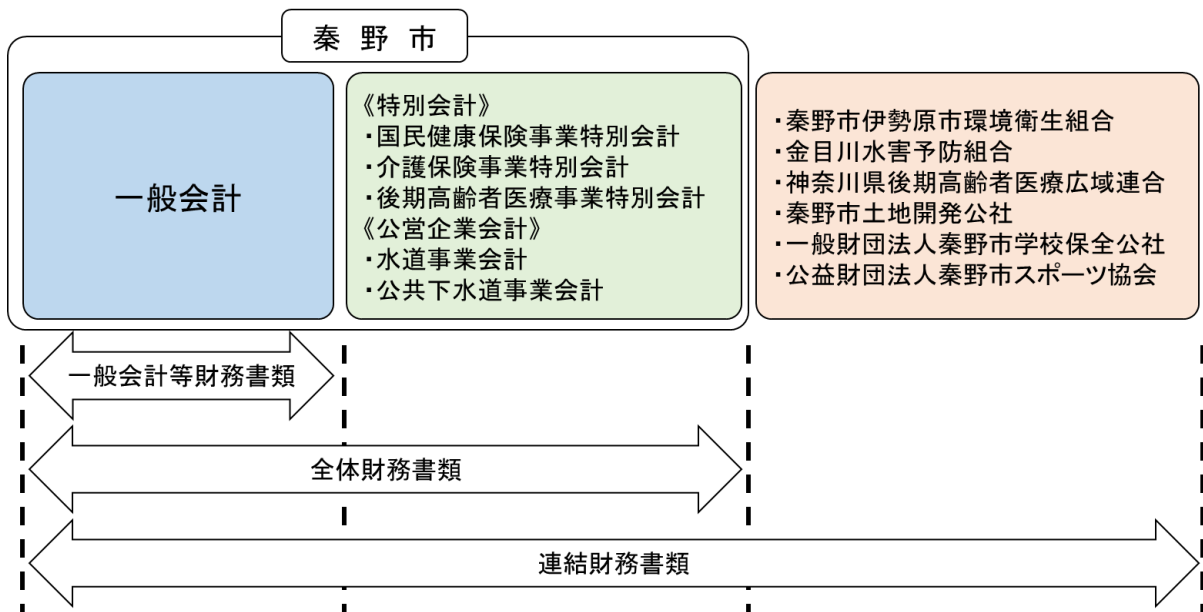 秦 野 市
一般会計
《特別会計》
・国民健康保険事業特別会計
・介護保険事業特別会計
・後期高齢者医療事業特別会計
《公営企業会計》
・水道事業会計
・公共下水道事業会計
・秦野市伊勢原市環境衛生組合
・金目川水害予防組合
・神奈川県後期高齢者医療広域連合
・秦野市土地開発公社
・一般財団法人秦野市学校保全公社
・公益財団法人秦野市スポーツ協会
一般会計等財務書類
全体財務書類
連結財務書類